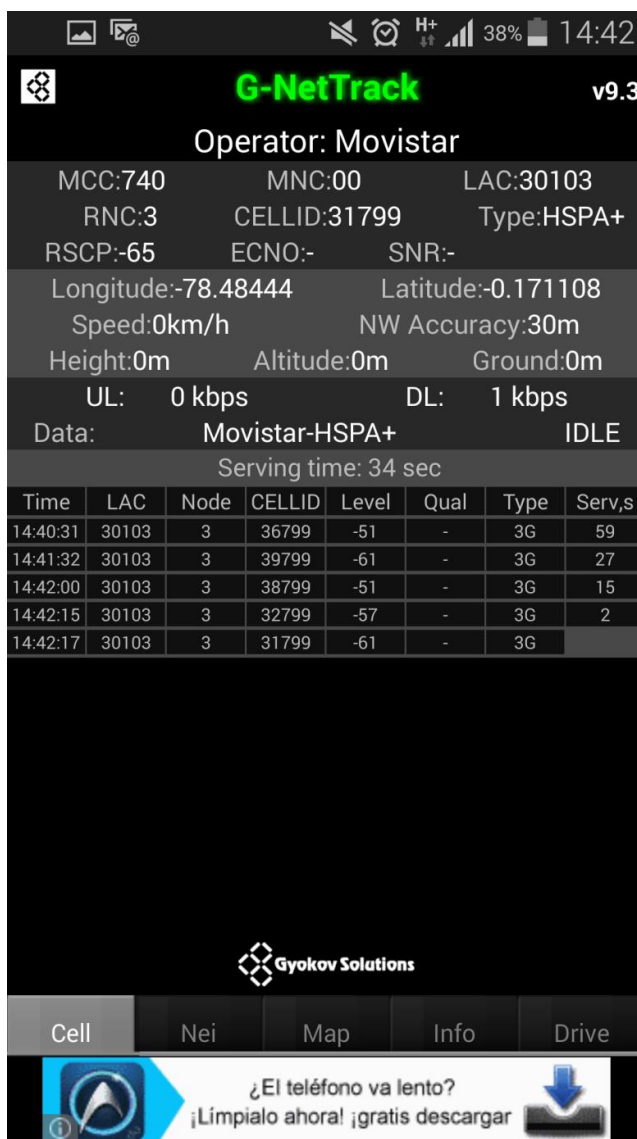 H+ 38% 14:42
G-NetTrack v9.3
Operator: Movistar
MCC:740 MNC:00 LAC:30103
RNC:3 CELLID:31799 Type:HSPA+
RSCP:-65 ECNO:- SNR:-
Longitude:-78.48444 Latitude:-0.171108
Speed:0km/h NW Accuracy:30m
Height:0m Altitude:0m Ground:0m
UL: 0 kbps DL: 1 kbps
Data: Movistar-HSPA+ IDLE
Serving time: 34 sec
Time LAC Node CELLID Level Qual Type Serv,s
14:40:31 30103 3 36799 -51 - 3G 59
14:41:32 30103 3 39799 -61 - 3G 27
14:42:00 30103 3 38799 -51 - 3G 15
14:42:15 30103 3 32799 -57 - 3G 2
14:42:17 30103 3 31799 -61 - 3G
Gyokov Solutions
Cell Nei Map Info Drive
¿El teléfono va lento?
¡Límpialo ahora! ¡gratis descargar